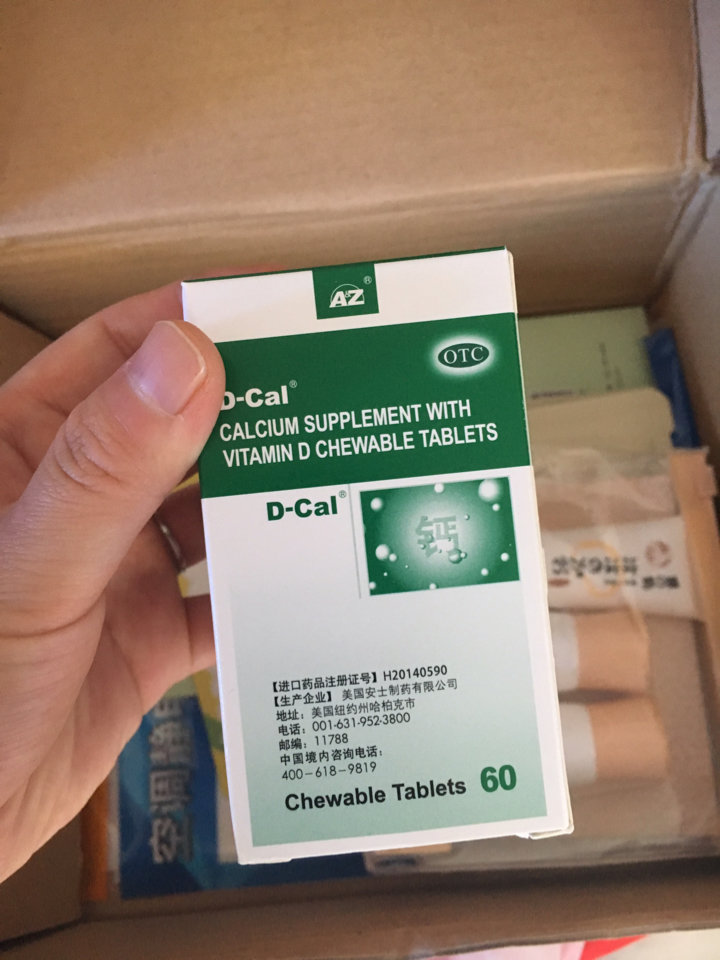 A-Z®
OTC
D-Cal®
CALCIUM SUPPLEMENT WITH
VITAMIN D CHEWABLE TABLETS
D-Cal®
钙
【进口药品注册证号】H20140590
【生产企业】 美国安士制药有限公司
地址：美国纽约州哈柏克市
电话：001-631-952-3800
邮编：11788
中国境内咨询电话：
400-618-9819
Chewable Tablets 60
空调